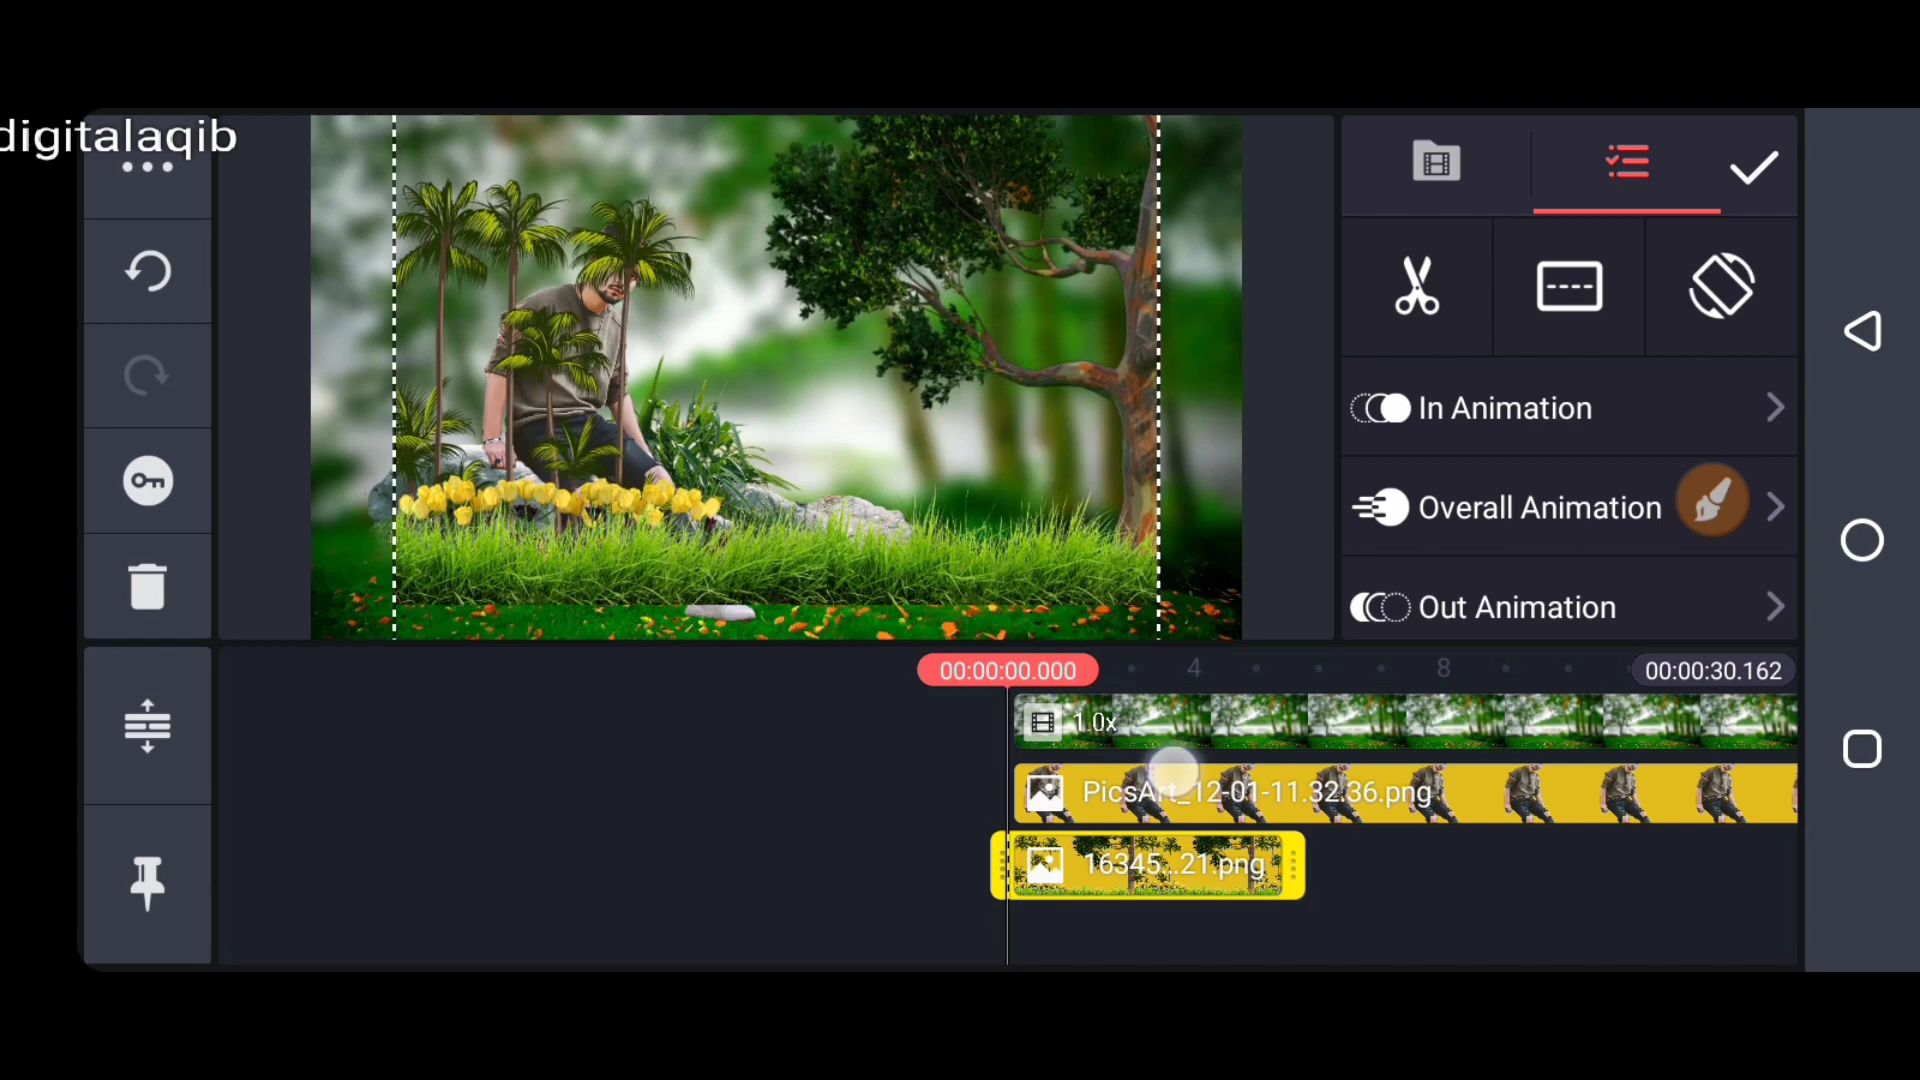 digitalaqib
In Animation
Overall Animation
Out Animation
00:00:00.000
4
8
00:00:30.162
1.0x
PicsArt_12-01-11.32.36.png
16345...21.png